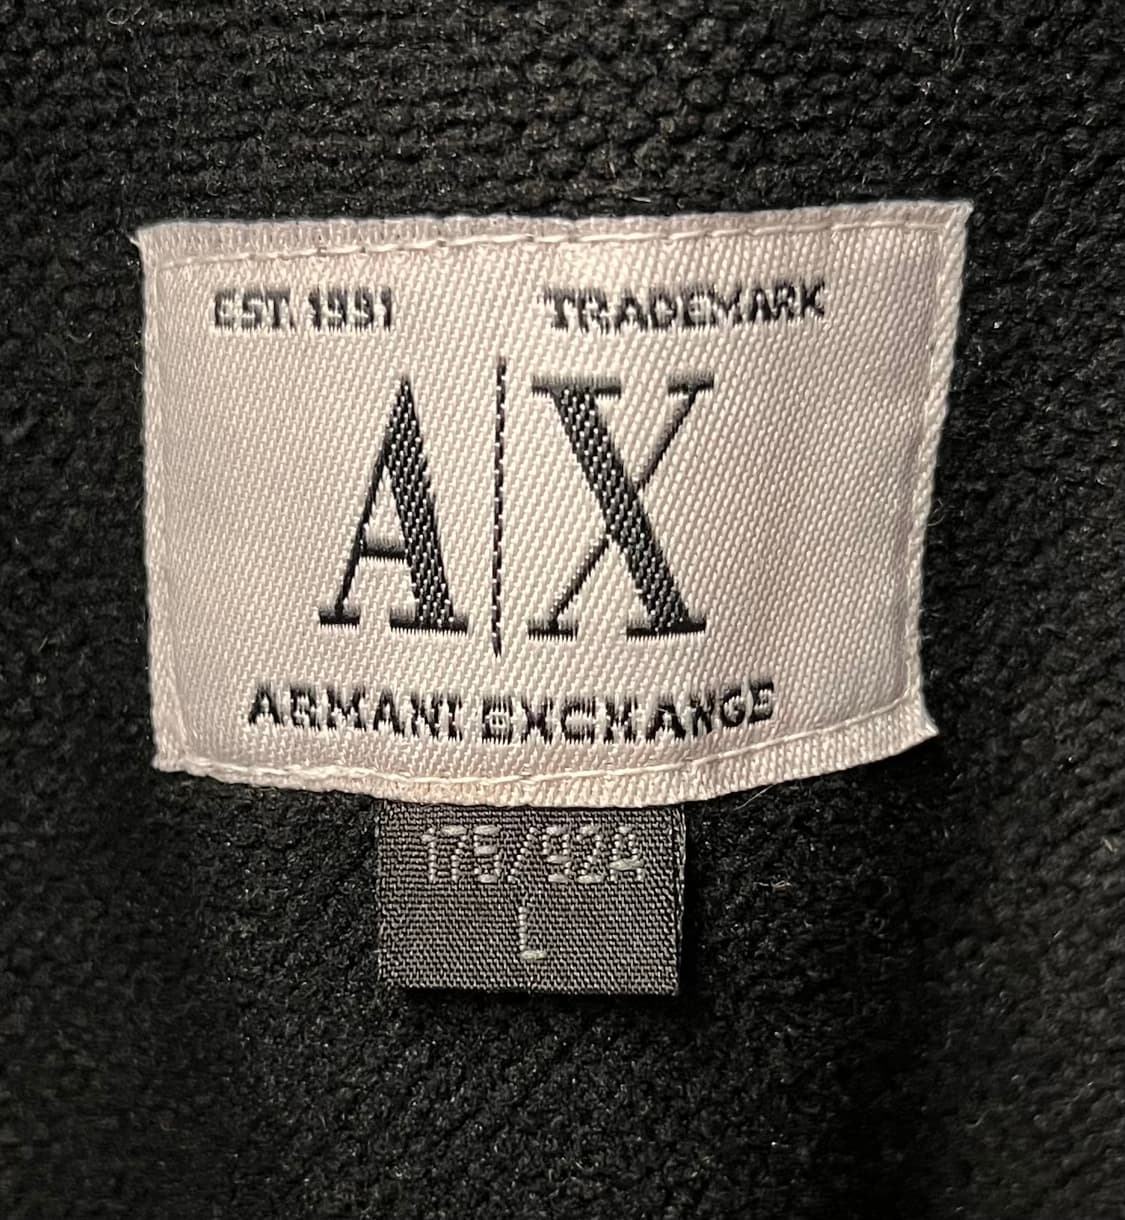 EST. 1991 TRADEMARK
A|X
ARMANI EXCHANGE
175/92A
L